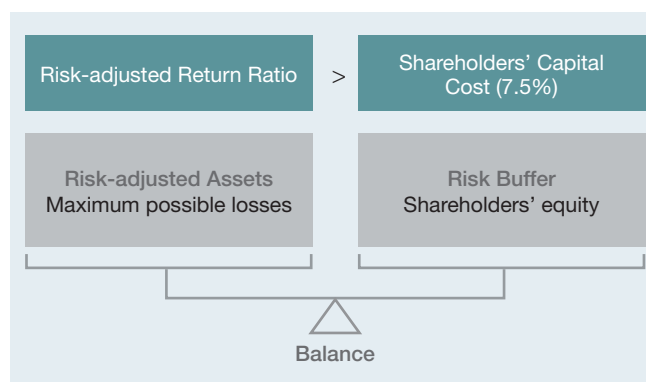 Risk-adjusted Return Ratio
>
Shareholders’ Capital
Cost (7.5%)
Risk-adjusted Assets
Maximum possible losses
Risk Buffer
Shareholders’ equity
Balance